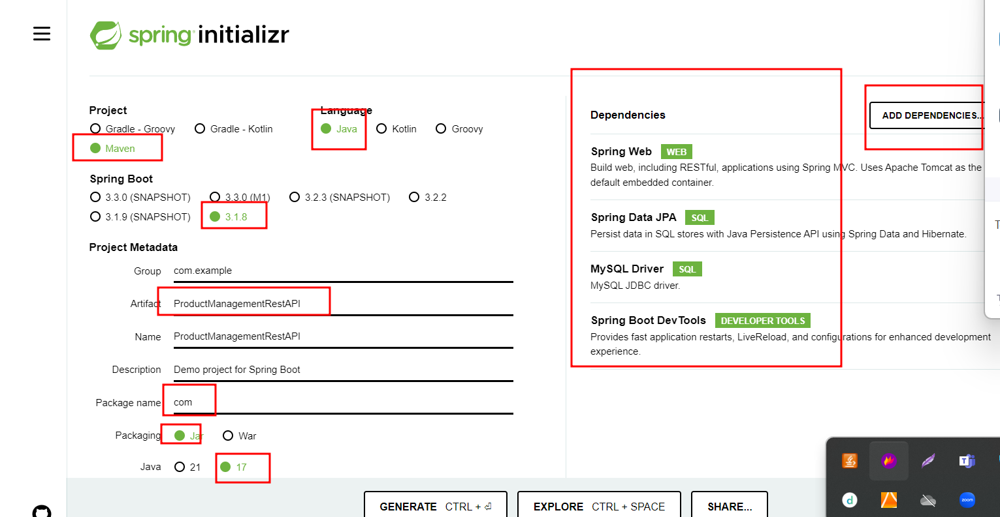 spring initializr
Project
Gradle - Groovy
Gradle - Kotlin
Maven
Language
Java
Kotlin
Groovy
Spring Boot
3.3.0 (SNAPSHOT)
3.3.0 (M1)
3.2.3 (SNAPSHOT)
3.2.2
3.1.9 (SNAPSHOT)
3.1.8
Project Metadata
Group com.example
Artifact ProductManagementRestAPI
Name ProductManagementRestAPI
Description Demo project for Spring Boot
Package name com
Packaging Jar War
Java 21 17
Dependencies
ADD DEPENDENCIES...
Spring Web WEB
Build web, including RESTful, applications using Spring MVC. Uses Apache Tomcat as the
default embedded container.
Spring Data JPA SQL
Persist data in SQL stores with Java Persistence API using Spring Data and Hibernate.
MySQL Driver SQL
MySQL JDBC driver.
Spring Boot DevTools DEVELOPER TOOLS
Provides fast application restarts, LiveReload, and configurations for enhanced development
experience.
GENERATE CTRL + ⏎
EXPLORE CTRL + SPACE
SHARE...
zoom